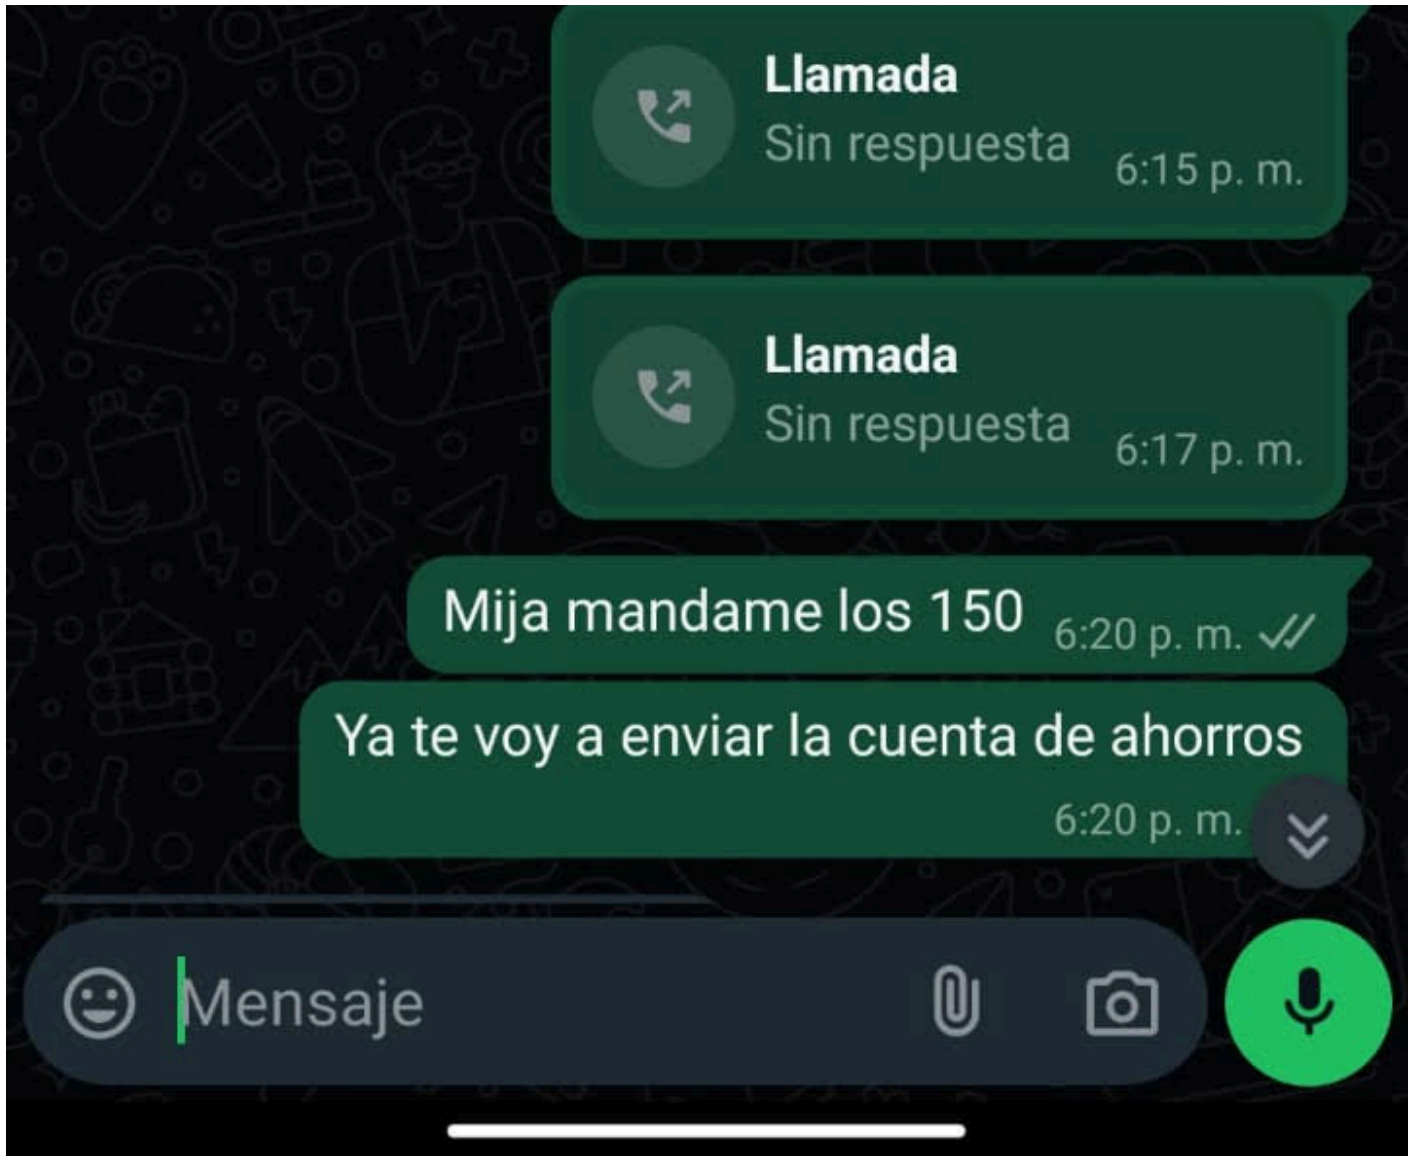 Llamada
Sin respuesta
6:15 p. m.
Llamada
Sin respuesta
6:17 p. m.
Mija mandame los 150 6:20 p. m.
Ya te voy a enviar la cuenta de ahorros
6:20 p. m.
Mensaje